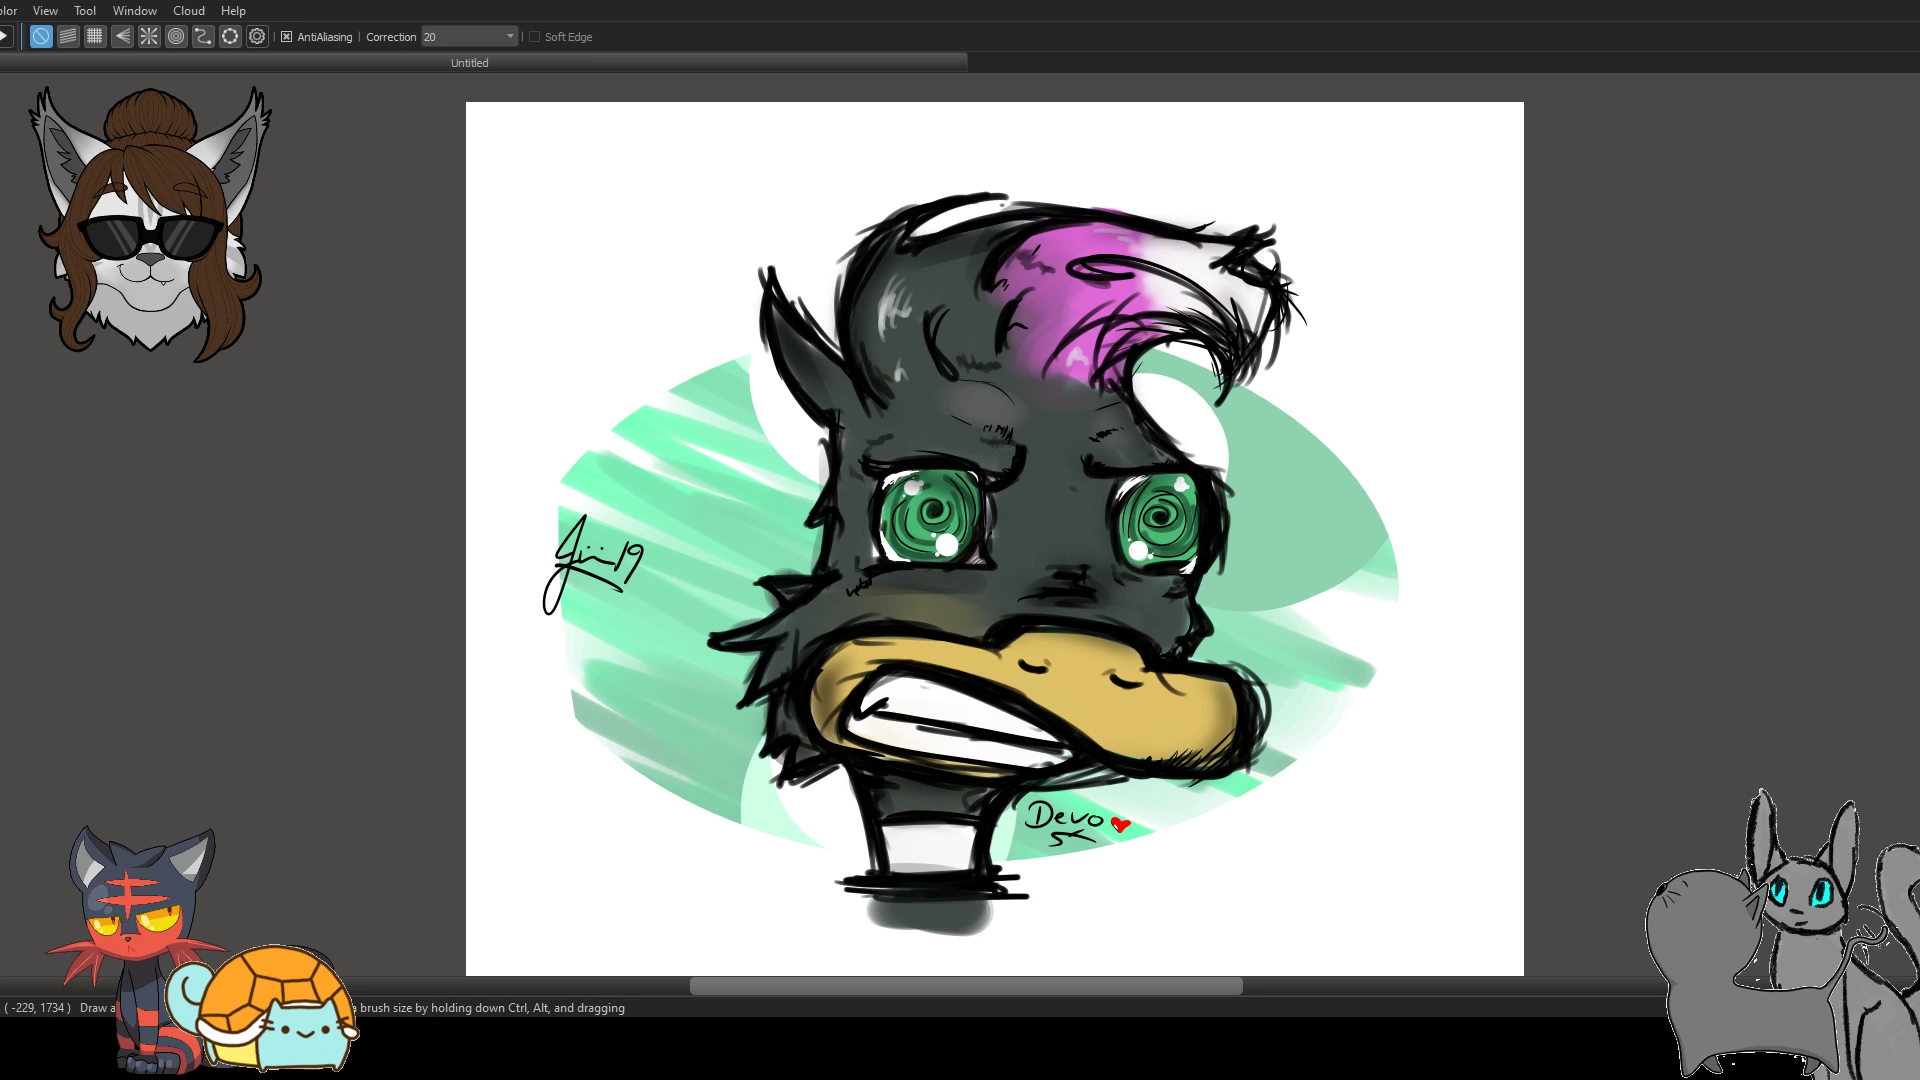 olor View Tool Window Cloud Help
AntiAliasing Correction 20 Soft Edge
Untitled
19
Devo
( -229, 1734 ) Draw a
brush size by holding down Ctrl, Alt, and dragging